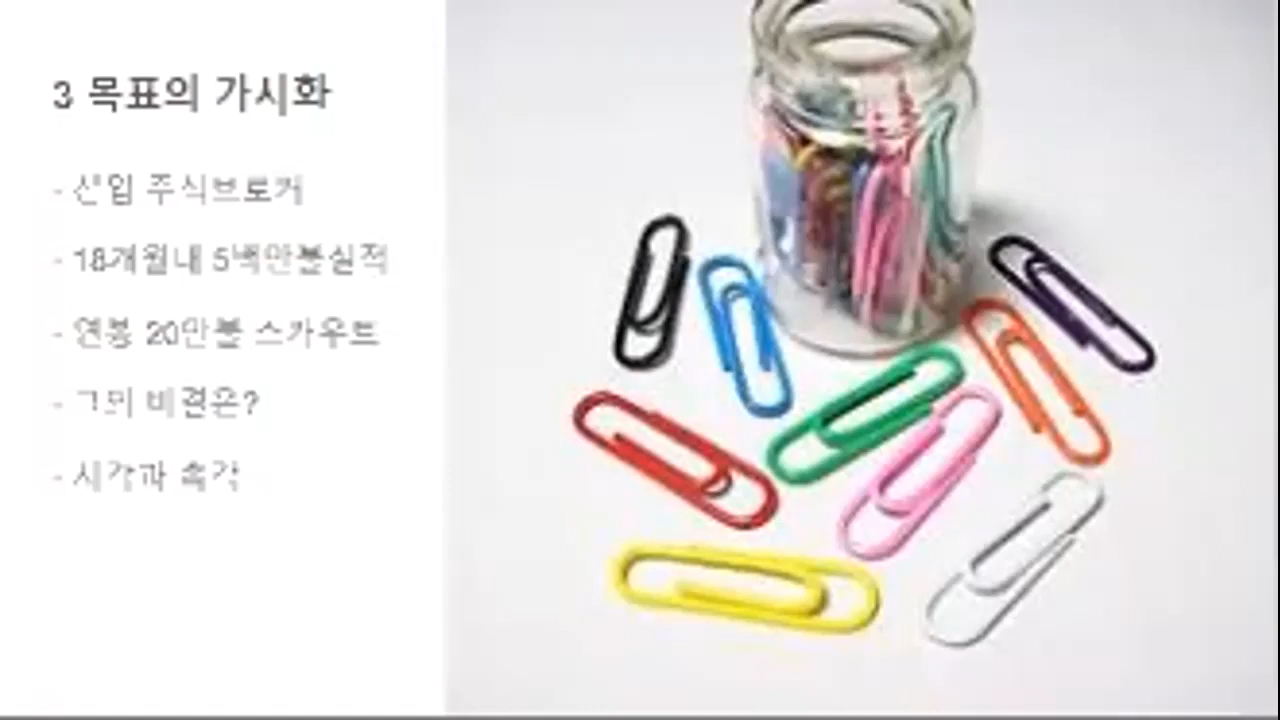 3 목표의 가시화
- 신입 주식브로커
- 18개월내 5백만불실적
- 연봉 20만불 스카우트
- 그의 비결은?
- 시각과 촉각